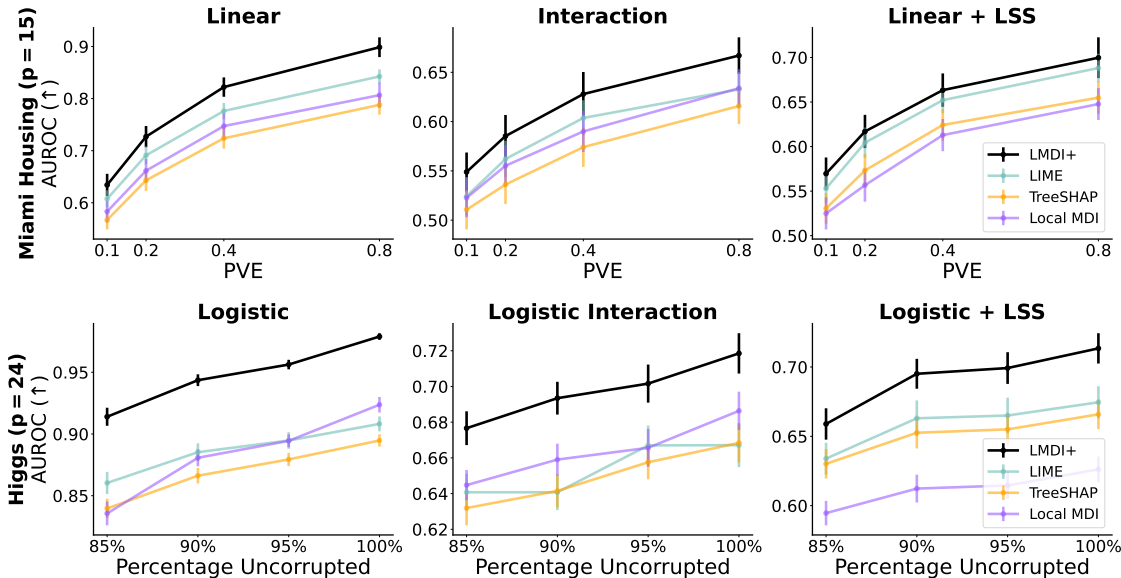 Linear
Interaction
Linear + LSS
Miami Housing (p = 15)
AUROC (↑)
0.9
0.8
0.7
0.6
0.1 0.2 0.4 0.8
PVE
0.65
0.60
0.55
0.50
0.1 0.2 0.4 0.8
PVE
0.70
0.65
0.60
0.55
0.50
LMDI+
LIME
TreeSHAP
Local MDI
0.1 0.2 0.4 0.8
PVE
Logistic
Logistic Interaction
Logistic + LSS
Higgs (p = 24)
AUROC (↑)
0.95
0.90
0.85
85% 90% 95% 100%
Percentage Uncorrupted
0.72
0.70
0.68
0.66
0.64
0.62
85% 90% 95% 100%
Percentage Uncorrupted
0.70
0.65
0.60
LMDI+
LIME
TreeSHAP
Local MDI
85% 90% 95% 100%
Percentage Uncorrupted